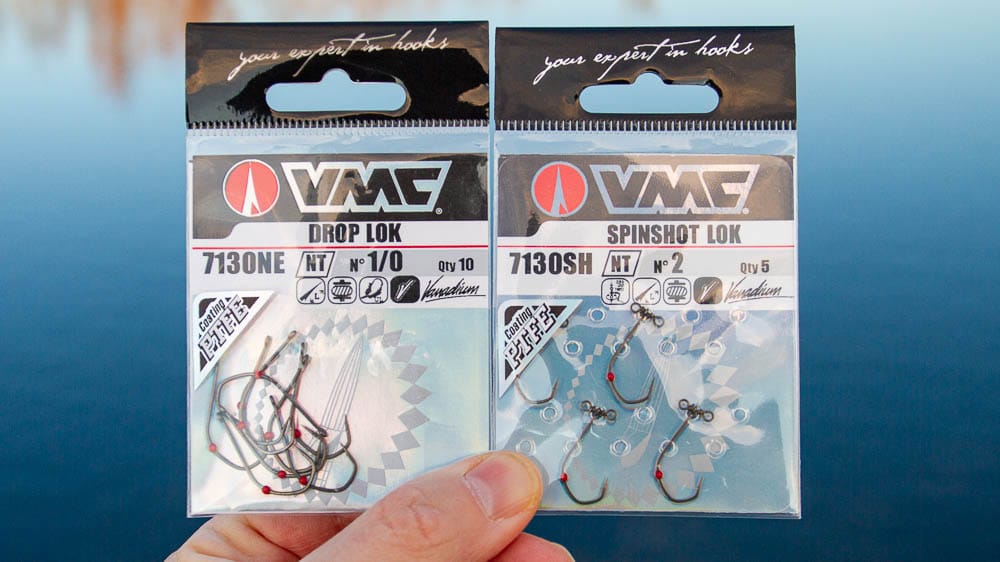 your expert in hooks
VMC®
DROP LOK
7130NE NT N° 1/0 Qty 10
Vanadium
Coating
PTFE
your expert in hooks
VMC®
SPINSHOT LOK
7130SH NT N° 2 Qty 5
Vanadium
Coating
PTFE